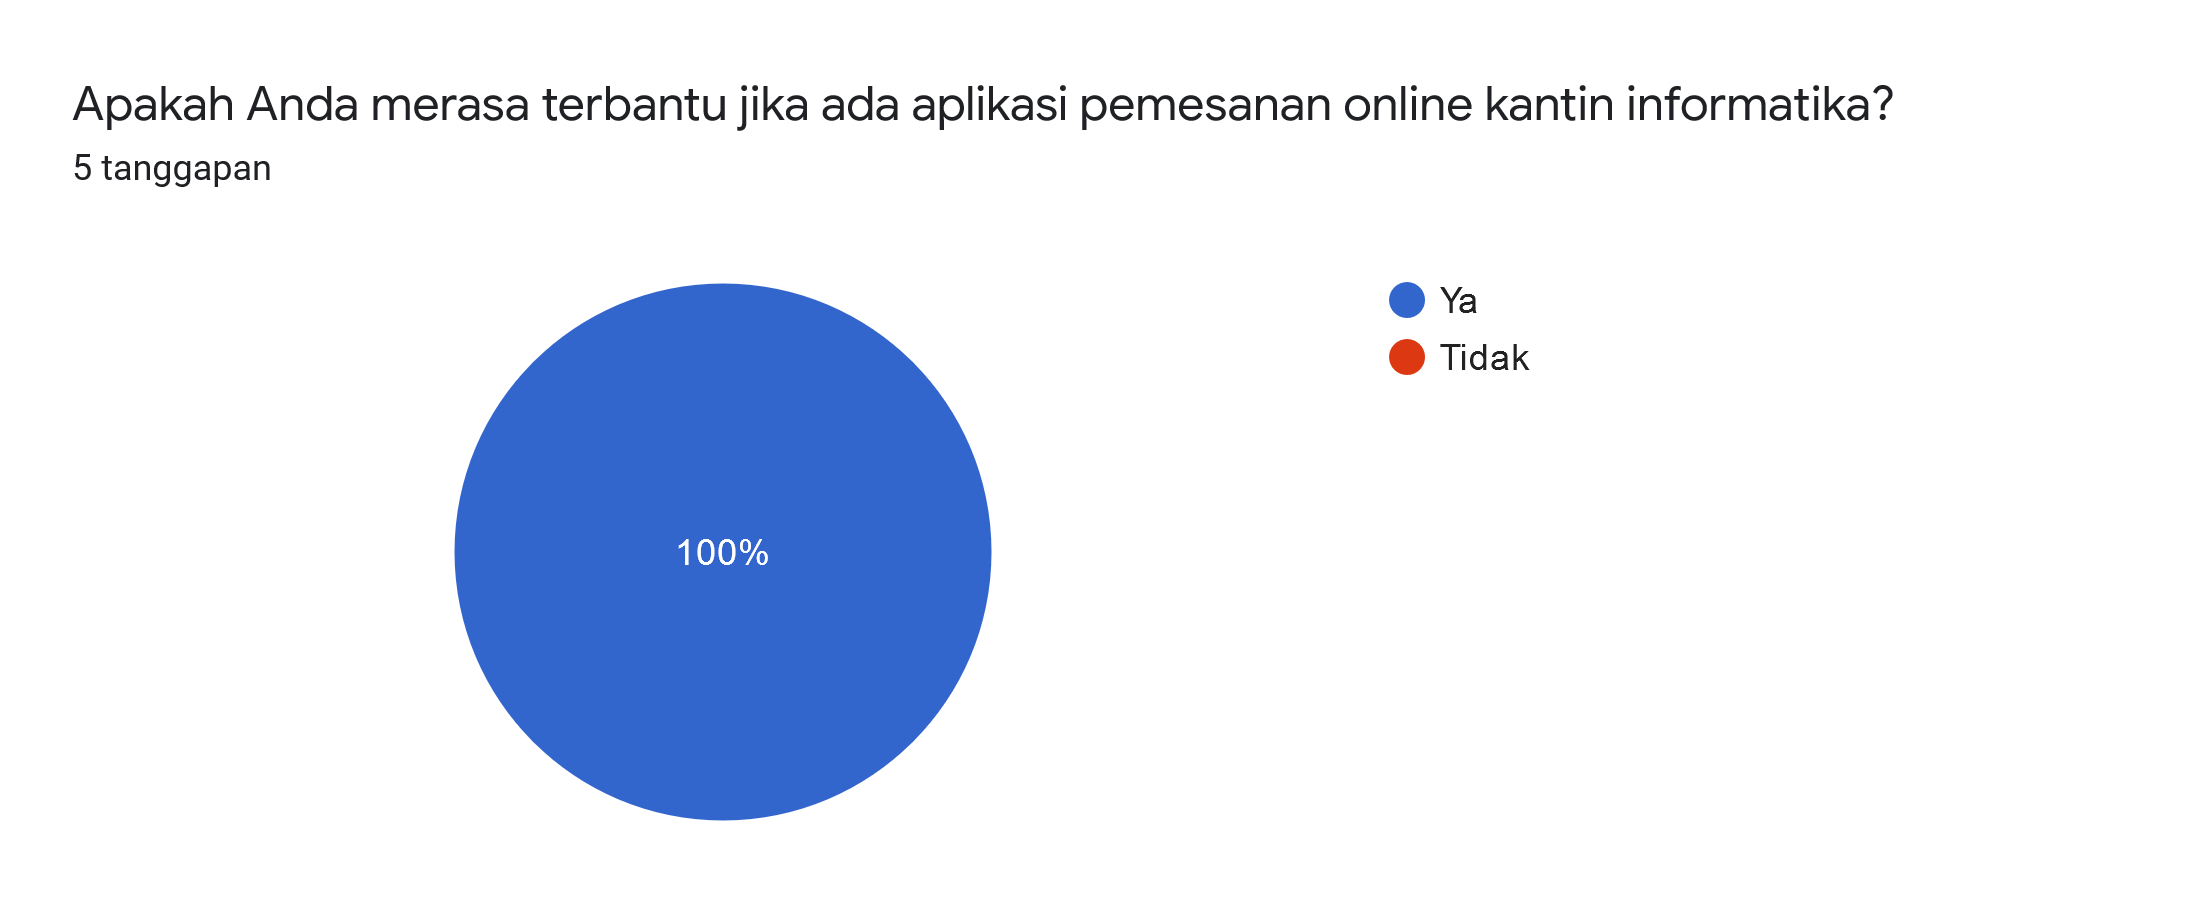 Apakah Anda merasa terbantu jika ada aplikasi pemesanan online kantin informatika?
5 tanggapan
Ya
Tidak
100%